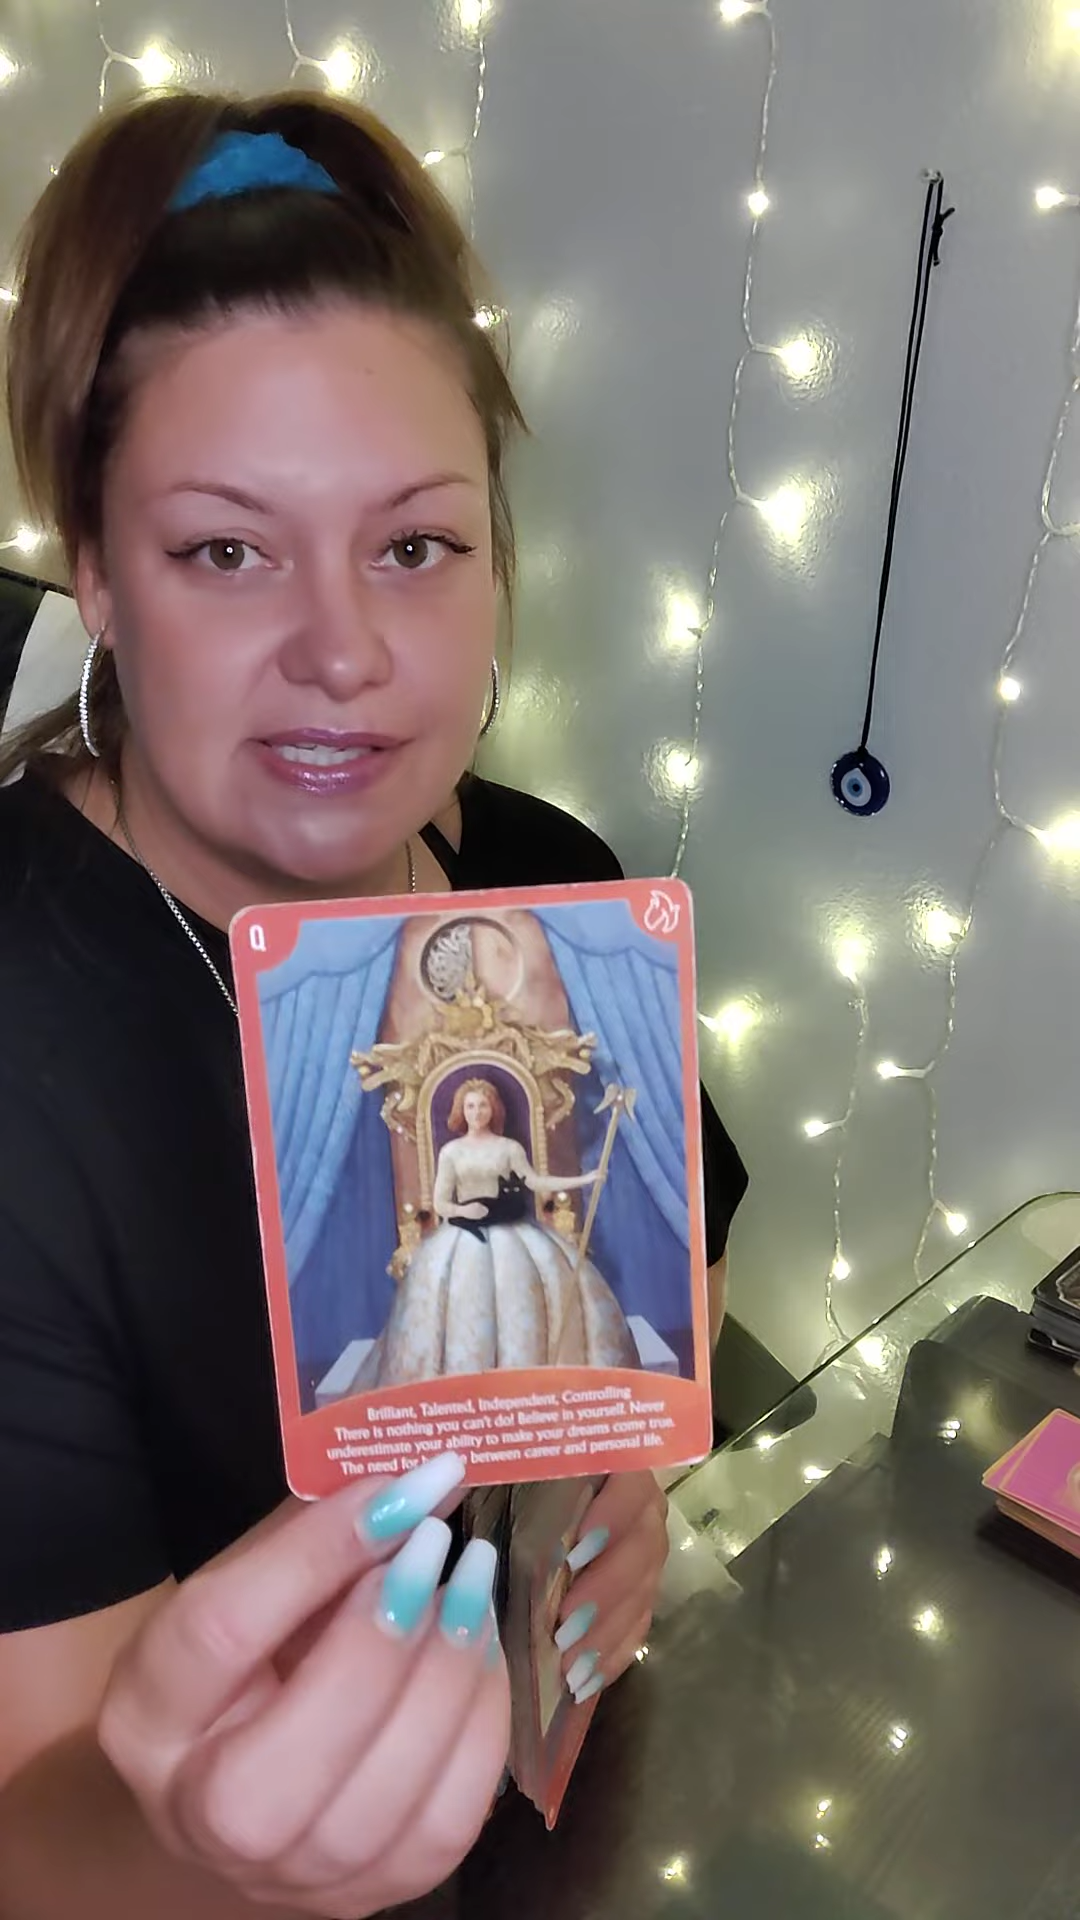 Q
Brilliant, Talented, Independent, Controlling
There is nothing you can't do! Believe in yourself. Never
underestimate your ability to make your dreams come true.
The need for between career and personal life.